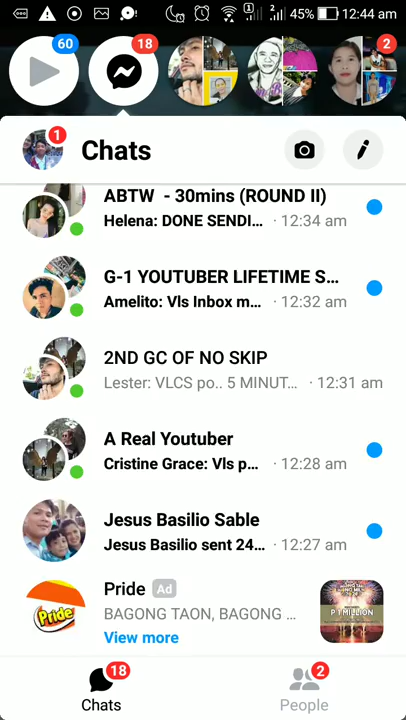 45% 12:44 am
60
18
2
1
Chats
ABTW - 30mins (ROUND II)
Helena: DONE SENDI... · 12:34 am
G-1 YOUTUBER LIFETIME S...
Amelito: Vls Inbox m... · 12:32 am
2ND GC OF NO SKIP
Lester: VLCS po.. 5 MINUT... · 12:31 am
A Real Youtuber
Cristine Grace: Vls p... · 12:28 am
Jesus Basilio Sable
Jesus Basilio sent 24... · 12:27 am
Pride Ad
BAGONG TAON, BAGONG ...
View more
Pride
P 1 MILLION
18
2
Chats
People